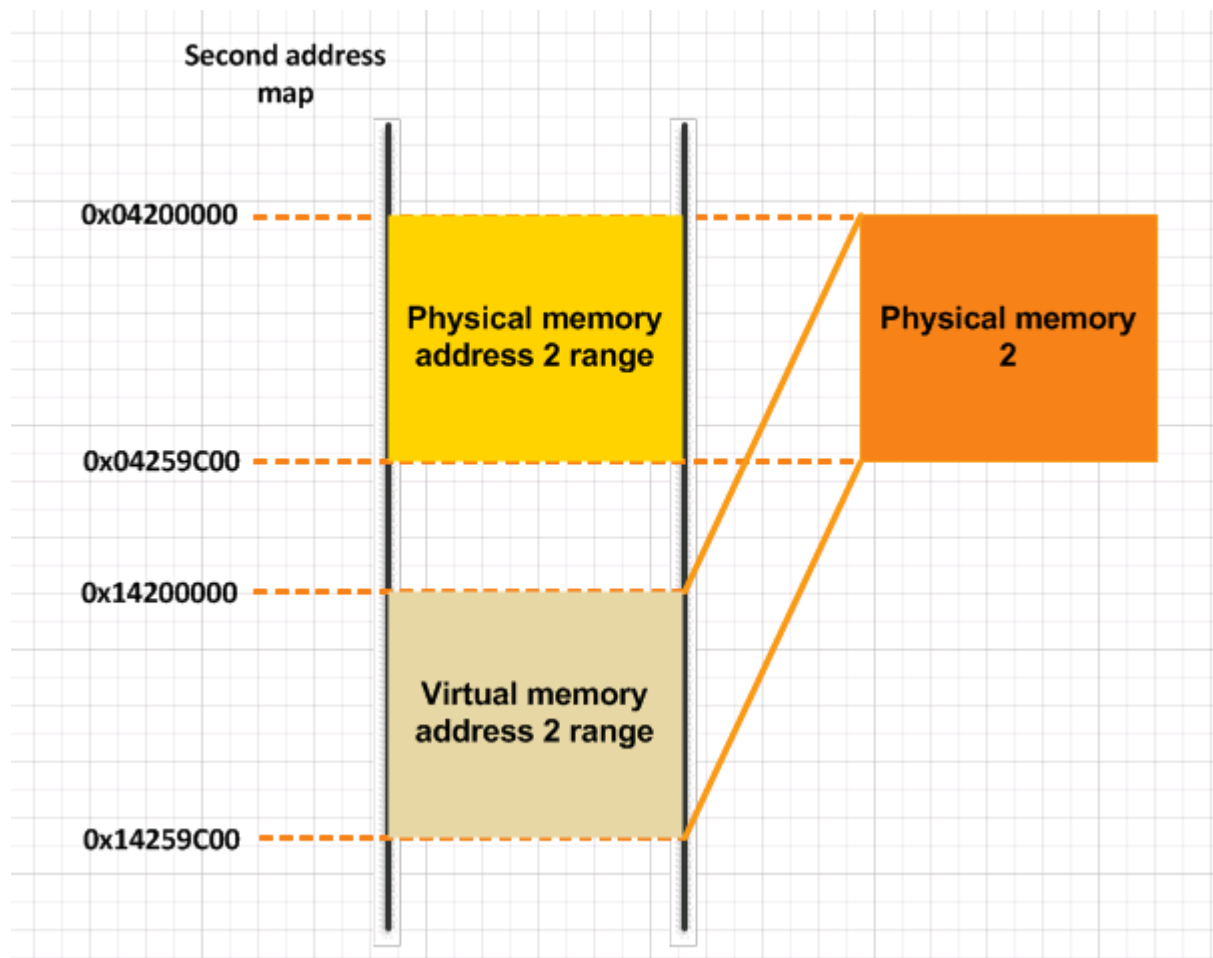 Second address
map
0x04200000
Physical memory
address 2 range
Physical memory
2
0x04259C00
0x14200000
Virtual memory
address 2 range
0x14259C00